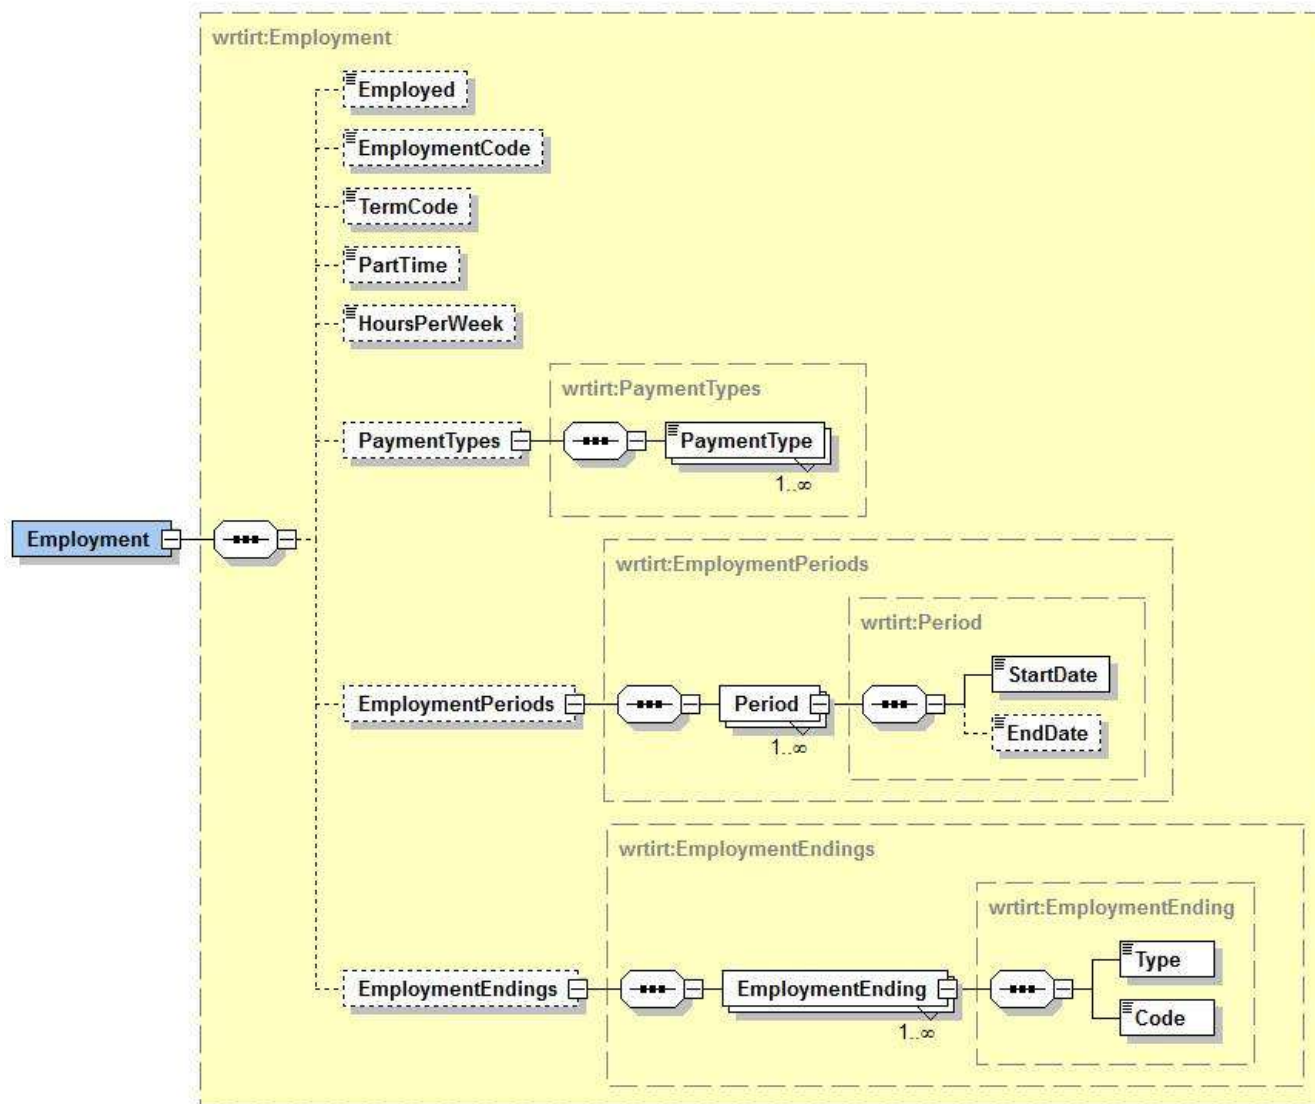 wrtirt:Employment
Employed
EmploymentCode
TermCode
PartTime
HoursPerWeek
wrtirt:PaymentTypes
PaymentTypes
PaymentType
1..∞
Employment
wrtirt:EmploymentPeriods
wrtirt:Period
StartDate
EmploymentPeriods
Period
EndDate
1..∞
wrtirt:EmploymentEndings
wrtirt:EmploymentEnding
Type
EmploymentEndings
EmploymentEnding
Code
1..∞